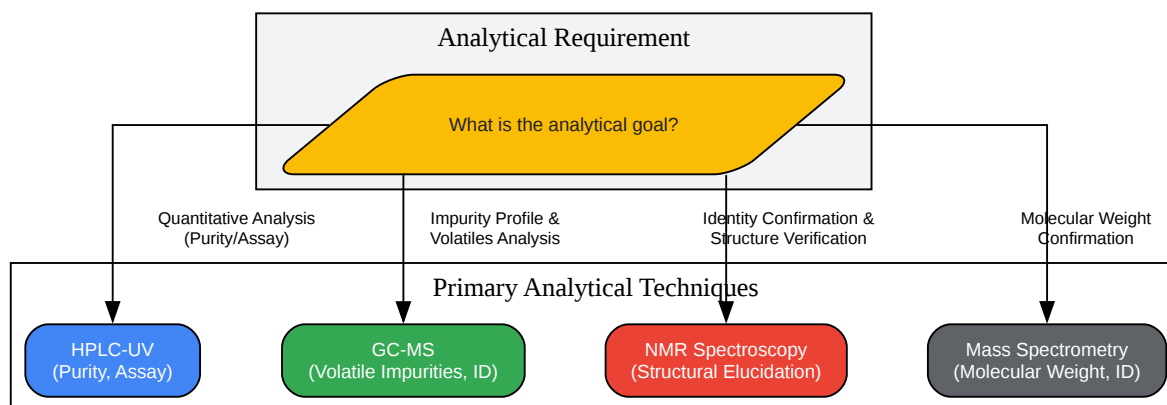 Analytical Requirement
What is the analytical goal?
Quantitative Analysis
(Purity/Assay)
Impurity Profile &
Volatiles Analysis
Identity Confirmation &
Structure Verification
Molecular Weight
Confirmation
Primary Analytical Techniques
HPLC-UV
(Purity, Assay)
GC-MS
(Volatile Impurities, ID)
NMR Spectroscopy
(Structural Elucidation)
Mass Spectrometry
(Molecular Weight, ID)